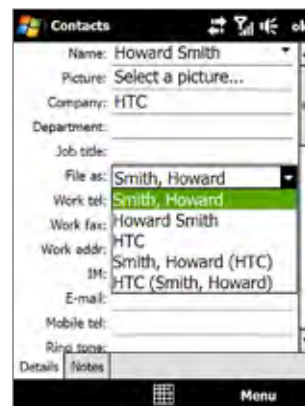 Contacts ok
Name: Howard Smith
Picture: Select a picture...
Company: HTC
Department:
Job title:
File as: Smith, Howard
Work tel: Smith, Howard
Work fax: Howard Smith
Work addr: HTC
Smith, Howard (HTC)
IM: HTC (Smith, Howard)
E-mail:
Mobile tel:
Ring tone:
Details Notes
Menu